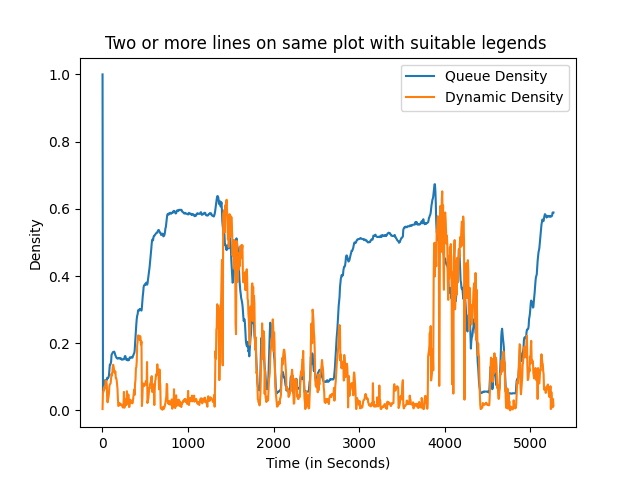 Two or more lines on same plot with suitable legends
Queue Density
Dynamic Density
1.0
0.8
0.6
0.4
0.2
0.0
Density
0 1000 2000 3000 4000 5000
Time (in Seconds)